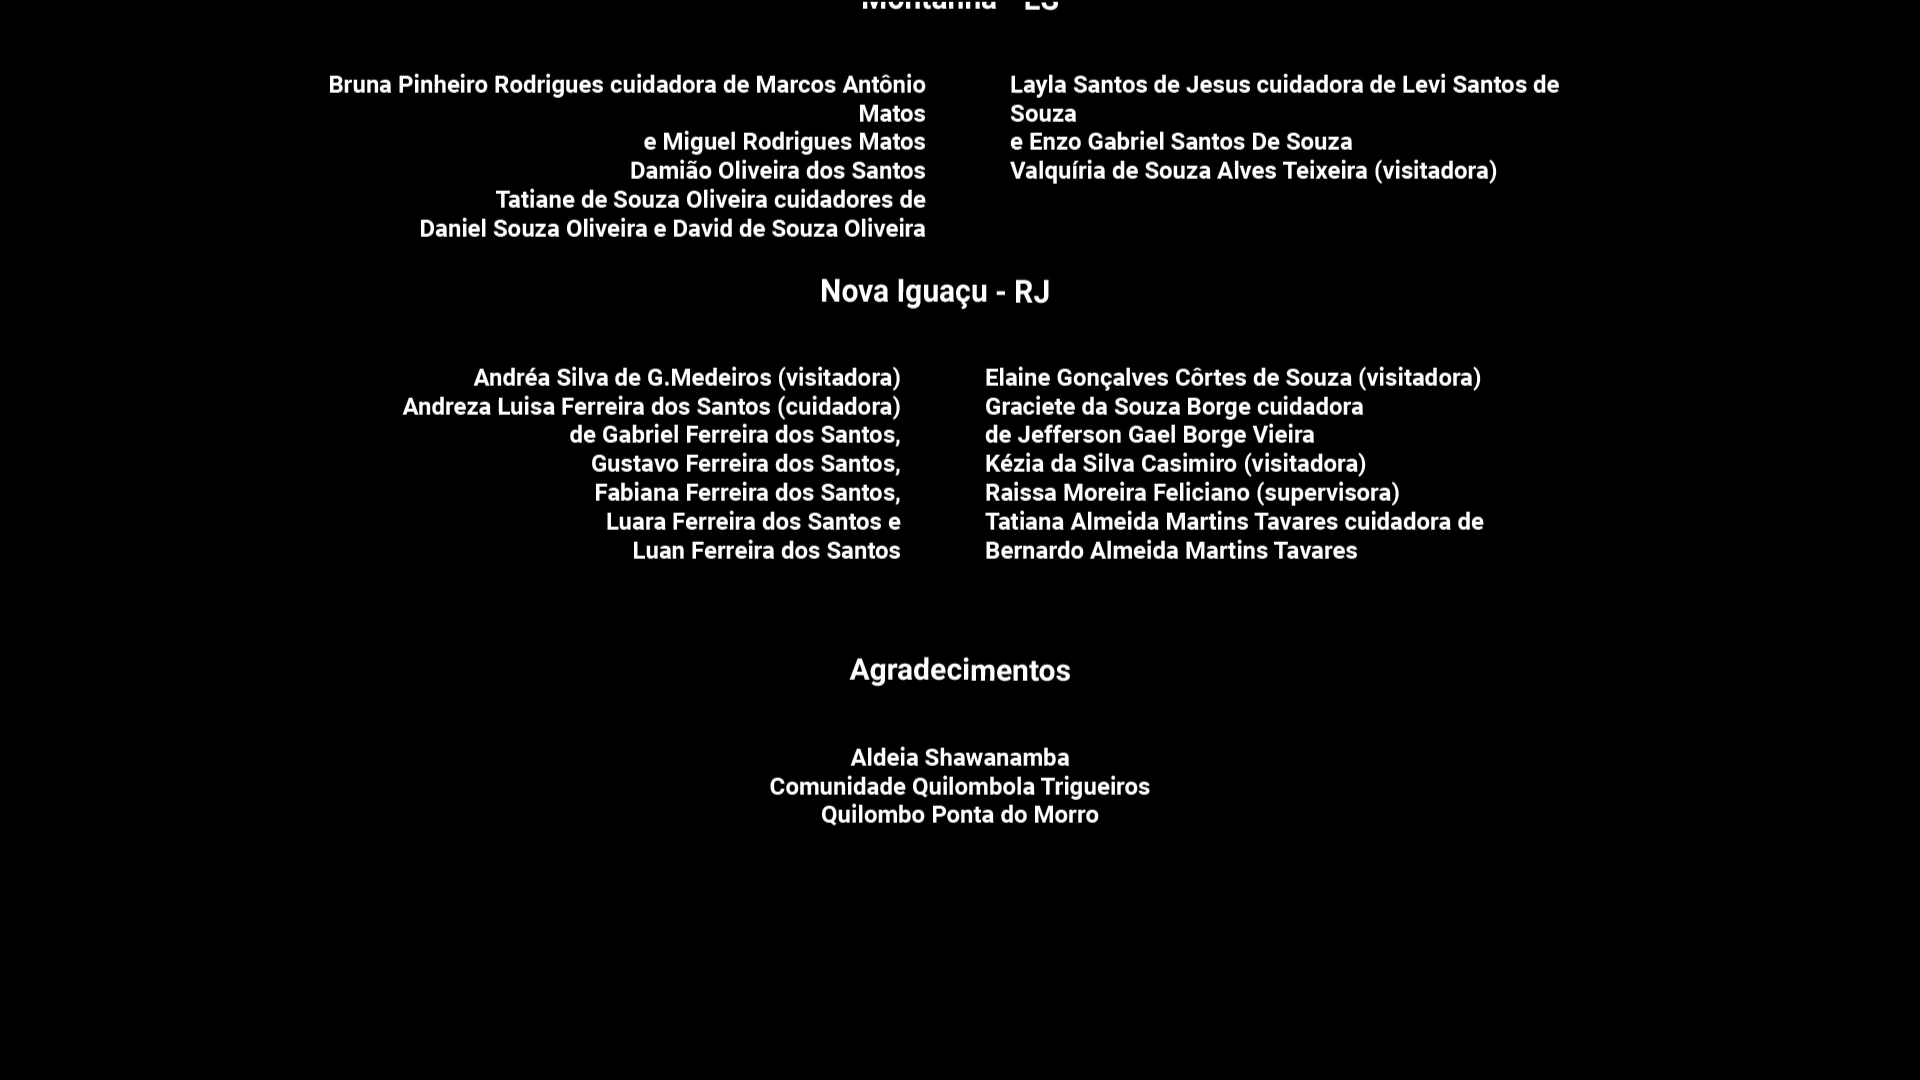 Montanha - ES
Bruna Pinheiro Rodrigues cuidadora de Marcos Antônio
Matos
e Miguel Rodrigues Matos
Damião Oliveira dos Santos
Tatiane de Souza Oliveira cuidadores de
Daniel Souza Oliveira e David de Souza Oliveira
Layla Santos de Jesus cuidadora de Levi Santos de
Souza
e Enzo Gabriel Santos De Souza
Valquíria de Souza Alves Teixeira (visitadora)
Nova Iguaçu - RJ
Andréa Silva de G.Medeiros (visitadora)
Andreza Luisa Ferreira dos Santos (cuidadora)
de Gabriel Ferreira dos Santos,
Gustavo Ferreira dos Santos,
Fabiana Ferreira dos Santos,
Luara Ferreira dos Santos e
Luan Ferreira dos Santos
Elaine Gonçalves Côrtes de Souza (visitadora)
Graciete da Souza Borge cuidadora
de Jefferson Gael Borge Vieira
Kézia da Silva Casimiro (visitadora)
Raissa Moreira Feliciano (supervisora)
Tatiana Almeida Martins Tavares cuidadora de
Bernardo Almeida Martins Tavares
Agradecimentos
Aldeia Shawanamba
Comunidade Quilombola Trigueiros
Quilombo Ponta do Morro